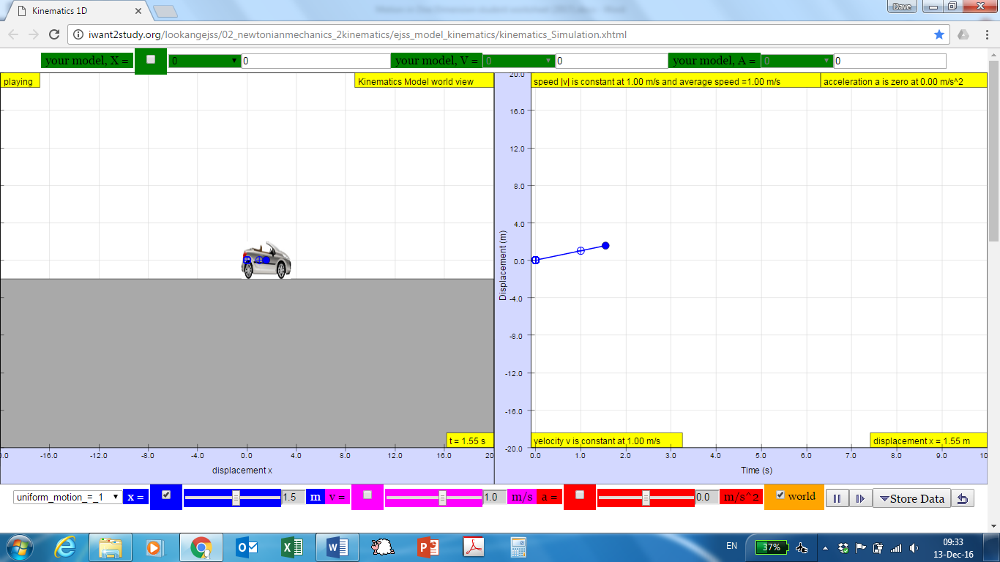 Kinematics 1D
Dave
iwant2study.org/lookangejss/02_newtonianmechanics_2kinematics/ejss_model_kinematics/kinematics_Simulation.xhtml
your model, X = 0 0 your model, V = 0 0 your model, A = 0 0
playing
Kinematics Model world view
20.0
speed |v| is constant at 1.00 m/s and average speed =1.00 m/s
acceleration a is zero at 0.00 m/s^2
16.0
12.0
8.0
4.0
0.0
-4.0
-8.0
-12.0
-16.0
-20.0
Displacement (m)
t = 1.55 s
velocity v is constant at 1.00 m/s
displacement x = 1.55 m
0.0 -16.0 -12.0 -8.0 -4.0 0.0 4.0 8.0 12.0 16.0 20
displacement x
0.0 1.0 2.0 3.0 4.0 5.0 6.0 7.0 8.0 9.0 10
Time (s)
uniform_motion_=_1 x = 1.5 m v = 1.0 m/s a = 0.0 m/s^2 world Store Data
EN 37% 09:33
13-Dec-16